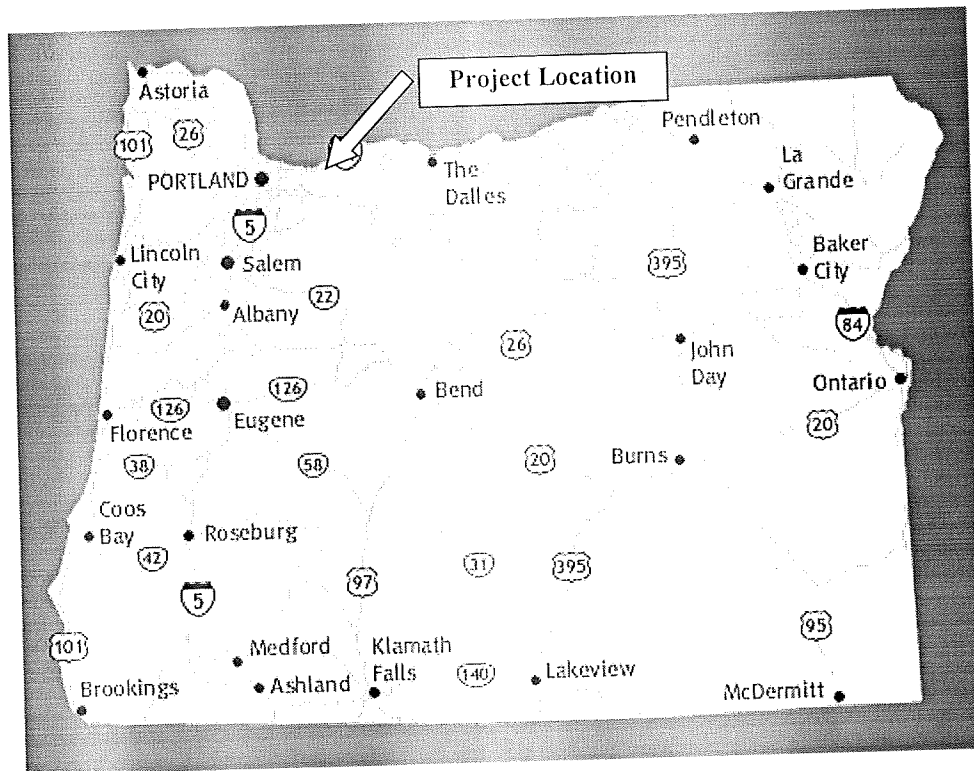 Project Location
Astoria
26
101
Pendleton
La
Grande
The
Dalles
PORTLAND
5
Lincoln
City
Salem
395
Baker
City
22
20
Albany
84
26
John
Day
Ontario
126
126
Bend
Florence
Eugene
20
38
58
20
Burns
Coos
Bay
Roseburg
42
31
395
97
5
95
101
Medford
Klamath
Falls
Ashland
140
Lakeview
Brookings
McDermitt